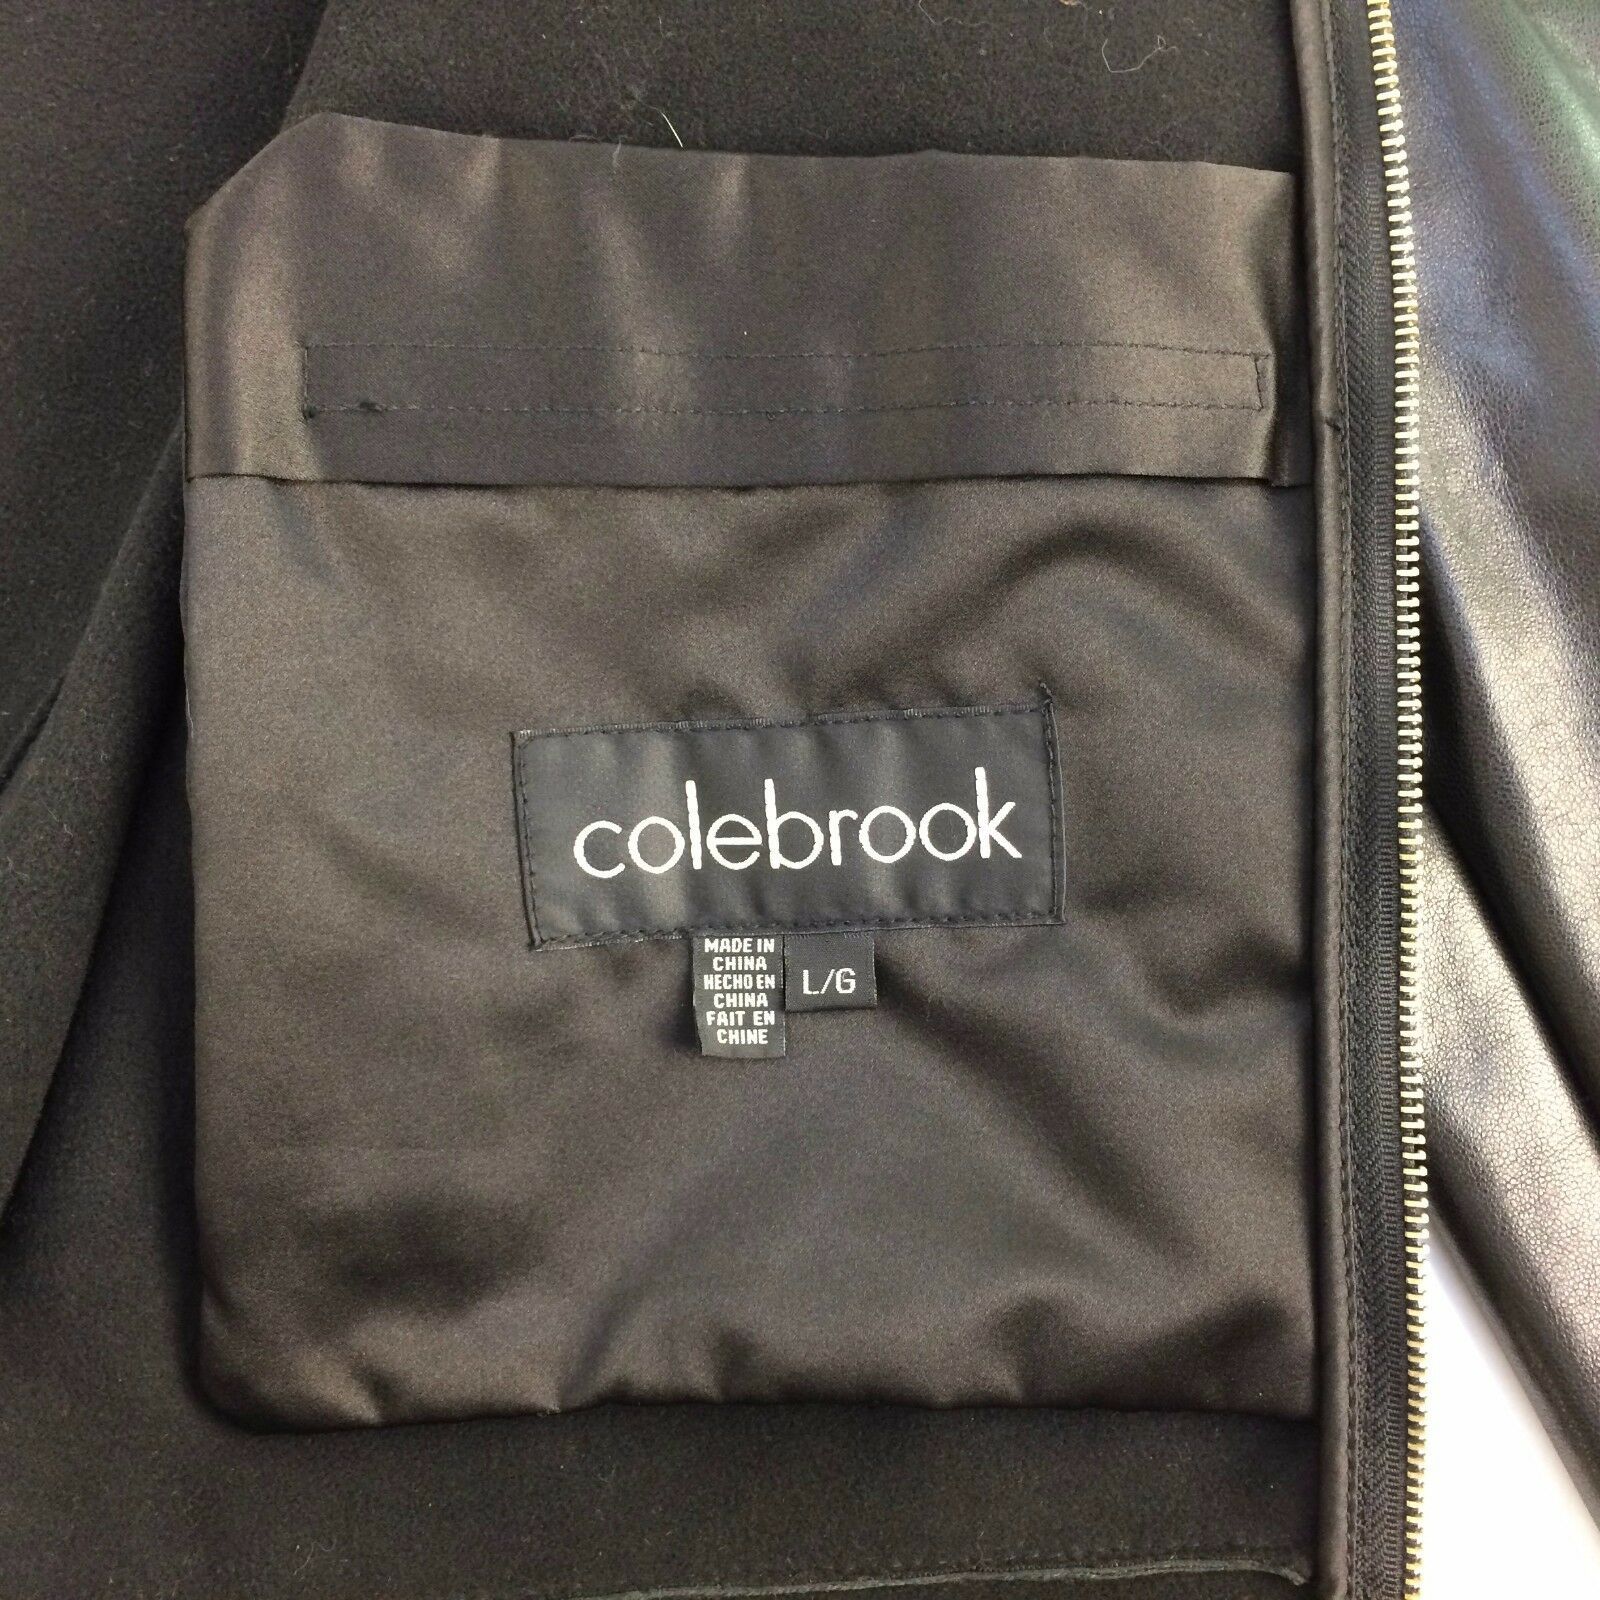 colebrook
MADE IN
CHINA
HECHO EN
CHINA
FAIT EN
CHINE
L/G